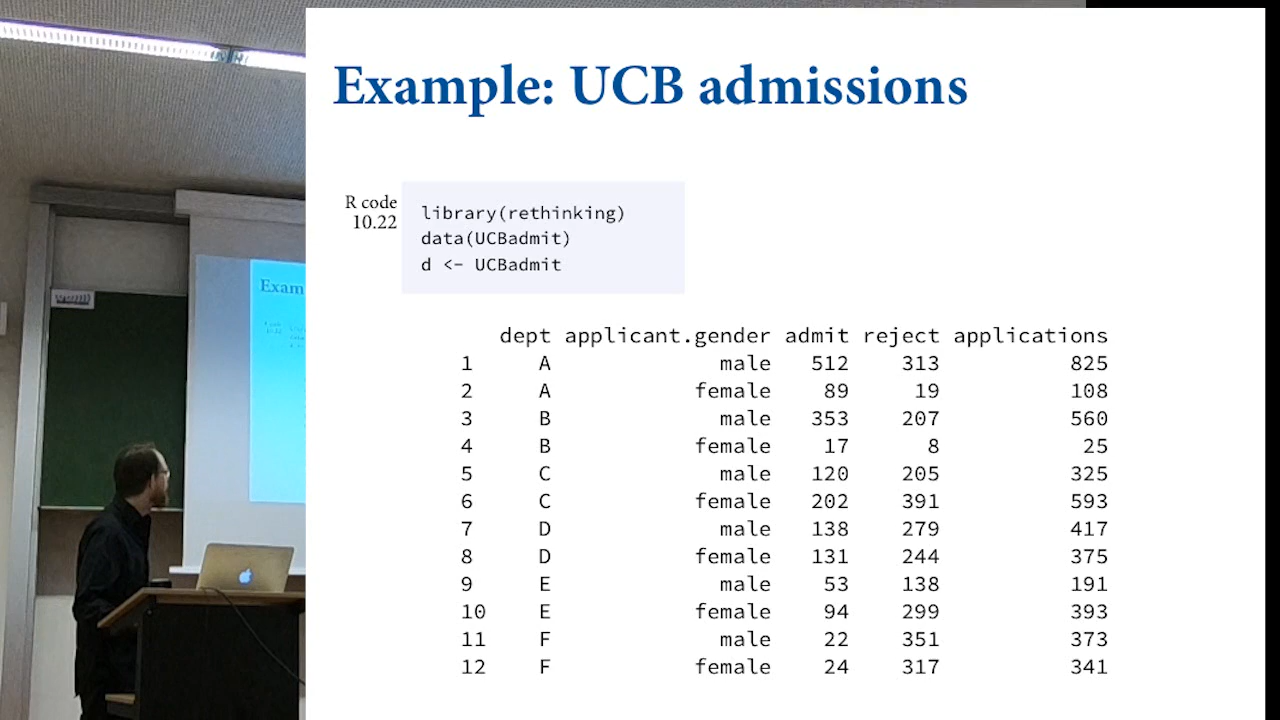 Example: UCB admissions
R code
10.22
library(rethinking)
data(UCBadmit)
d <- UCBadmit
dept applicant.gender admit reject applications
1 A male 512 313 825
2 A female 89 19 108
3 B male 353 207 560
4 B female 17 8 25
5 C male 120 205 325
6 C female 202 391 593
7 D male 138 279 417
8 D female 131 244 375
9 E male 53 138 191
10 E female 94 299 393
11 F male 22 351 373
12 F female 24 317 341
Exam